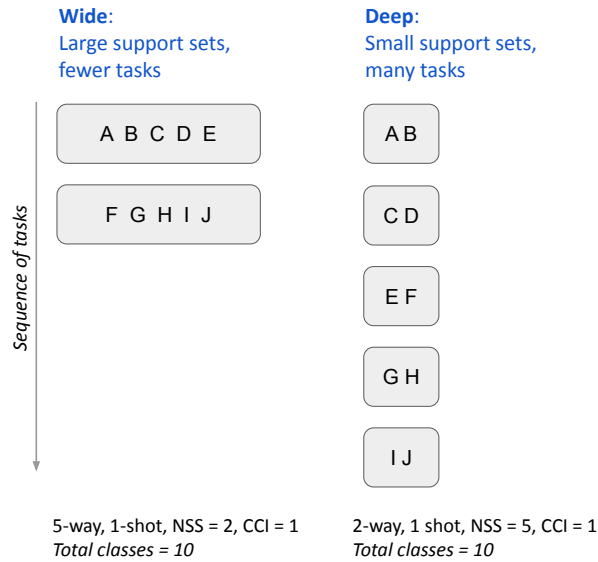 Wide:
Large support sets,
fewer tasks
Deep:
Small support sets,
many tasks
Sequence of tasks
A B C D E
F G H I J
A B
C D
E F
G H
I J
5-way, 1-shot, NSS = 2, CCI = 1
Total classes = 10
2-way, 1 shot, NSS = 5, CCI = 1
Total classes = 10